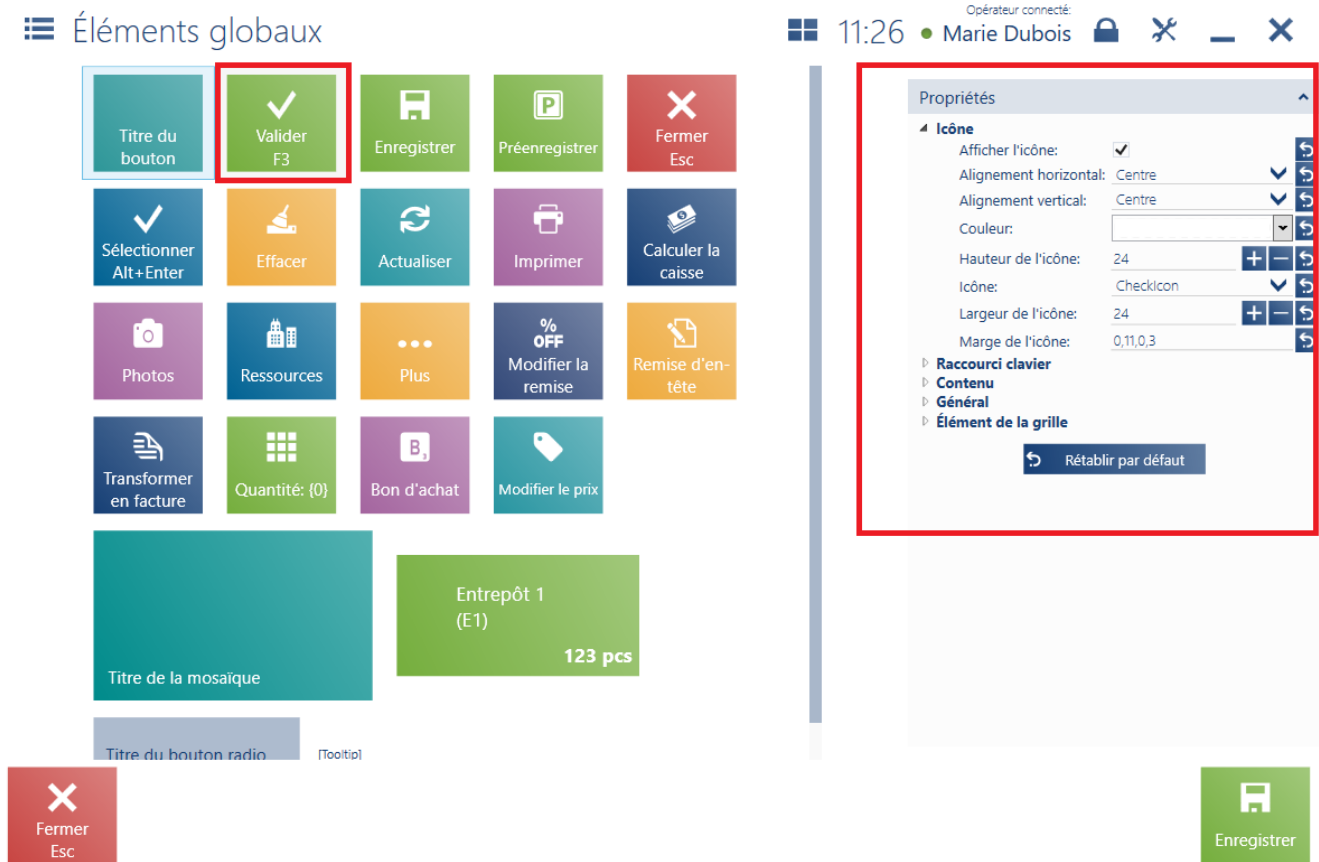 Éléments globaux
11:26
Opérateur connecté:
Marie Dubois
Titre du
bouton
Valider
F3
Enregistrer
P
Préenregistrer
Fermer
Esc
Sélectionner
Alt+Enter
Effacer
Actualiser
Imprimer
Calculer la
caisse
Photos
Ressources
Plus
%
OFF
Modifier la
remise
Remise d'en-
tête
Transformer
en facture
Quantité: {0}
B,
Bon d'achat
Modifier le prix
Titre de la mosaïque
Entrepôt 1
(E1)
123 pcs
Titre du bouton radio
[Tooltip]
Propriétés
Icône
Afficher l'icône:
Alignement horizontal: Centre
Alignement vertical: Centre
Couleur:
Hauteur de l'icône: 24
Icône: CheckIcon
Largeur de l'icône: 24
Marge de l'icône: 0,11,0,3
Raccourci clavier
Contenu
Général
Élément de la grille
Rétablir par défaut
Fermer
Esc
Enregistrer